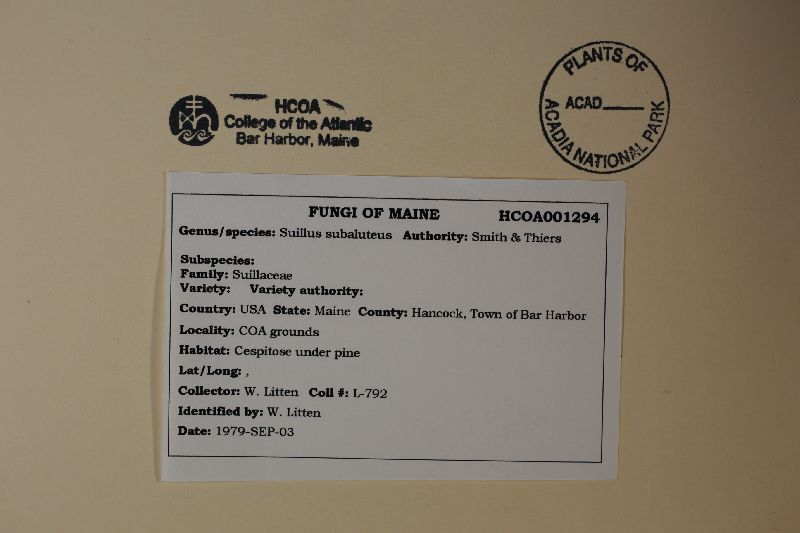 HCOA
College of the Atlantic
Bar Harbor, Maine
PLANTS OF
ACAD
ACADIA NATIONAL PARK
FUNGI OF MAINE HCOA001294
Genus/species: Suillus subaluteus Authority: Smith & Thiers
Subspecies:
Family: Suillaceae
Variety: Variety authority:
Country: USA State: Maine County: Hancock, Town of Bar Harbor
Locality: COA grounds
Habitat: Cespitose under pine
Lat/Long: ,
Collector: W. Litten Coll #: L-792
Identified by: W. Litten
Date: 1979-SEP-03